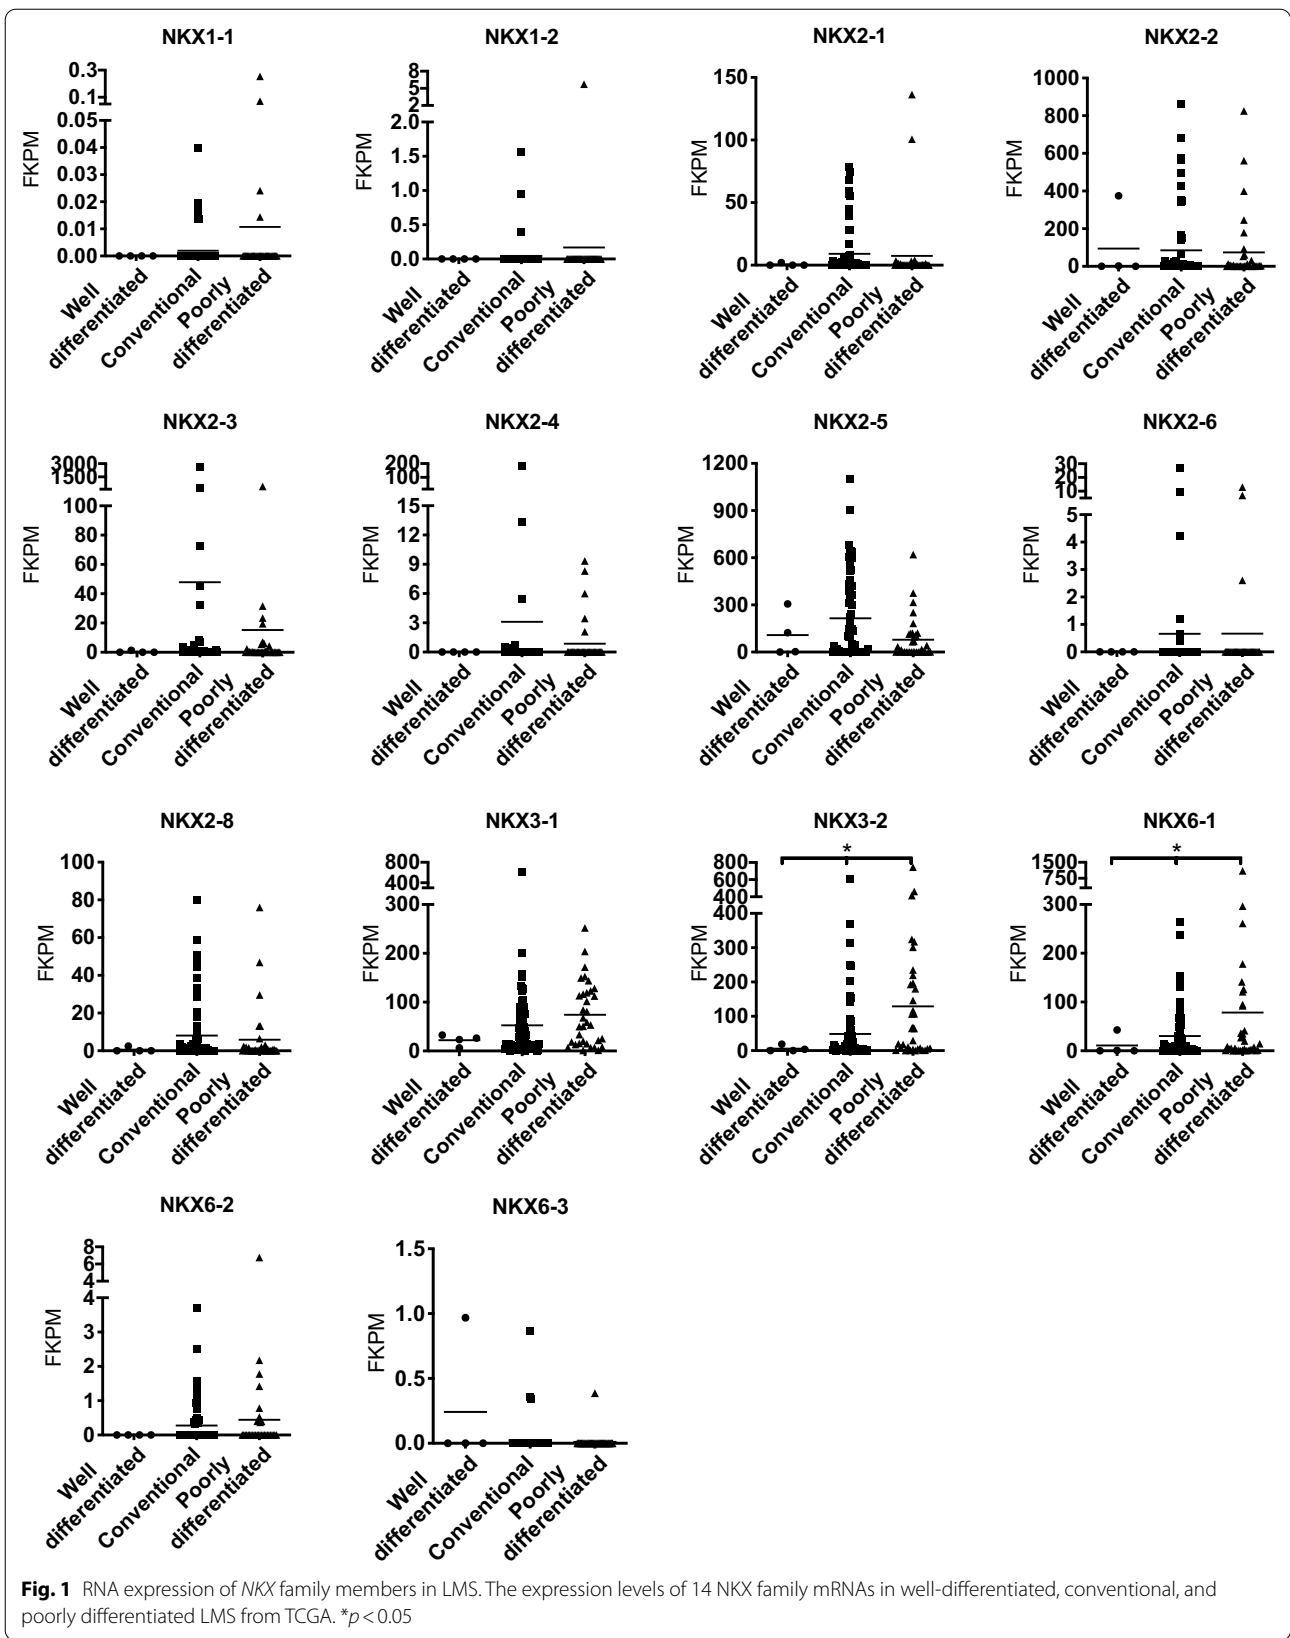 NKX1-1
NKX1-2
NKX2-1
NKX2-2
FKPM
0.3
0.1
0.05
0.04
0.03
0.02
0.01
0.00
Well
differentiated
Conventional
Poorly
differentiated
FKPM
8
5
2
2.0
1.5
1.0
0.5
0.0
Well
differentiated
Conventional
Poorly
differentiated
FKPM
150
100
50
0
Well
differentiated
Conventional
Poorly
differentiated
FKPM
1000
800
600
400
200
0
Well
differentiated
Conventional
Poorly
differentiated
NKX2-3
NKX2-4
NKX2-5
NKX2-6
FKPM
3000
1500
100
80
60
40
20
0
Well
differentiated
Conventional
Poorly
differentiated
FKPM
200
100
15
12
9
6
3
0
Well
differentiated
Conventional
Poorly
differentiated
FKPM
1200
900
600
300
0
Well
differentiated
Conventional
Poorly
differentiated
FKPM
30
20
10
5
4
3
2
1
0
Well
differentiated
Conventional
Poorly
differentiated
NKX2-8
NKX3-1
NKX3-2
NKX6-1
FKPM
100
80
60
40
20
0
Well
differentiated
Conventional
Poorly
differentiated
FKPM
800
400
300
200
100
0
Well
differentiated
Conventional
Poorly
differentiated
*
FKPM
800
600
400
400
300
200
100
0
Well
differentiated
Conventional
Poorly
differentiated
*
FKPM
1500
750
300
200
100
0
Well
differentiated
Conventional
Poorly
differentiated
NKX6-2
NKX6-3
FKPM
8
6
4
4
3
2
1
0
Well
differentiated
Conventional
Poorly
differentiated
FKPM
1.5
1.0
0.5
0.0
Well
differentiated
Conventional
Poorly
differentiated
Fig. 1 RNA expression of NKX family members in LMS. The expression levels of 14 NKX family mRNAs in well-differentiated, conventional, and
poorly differentiated LMS from TCGA. *p < 0.05